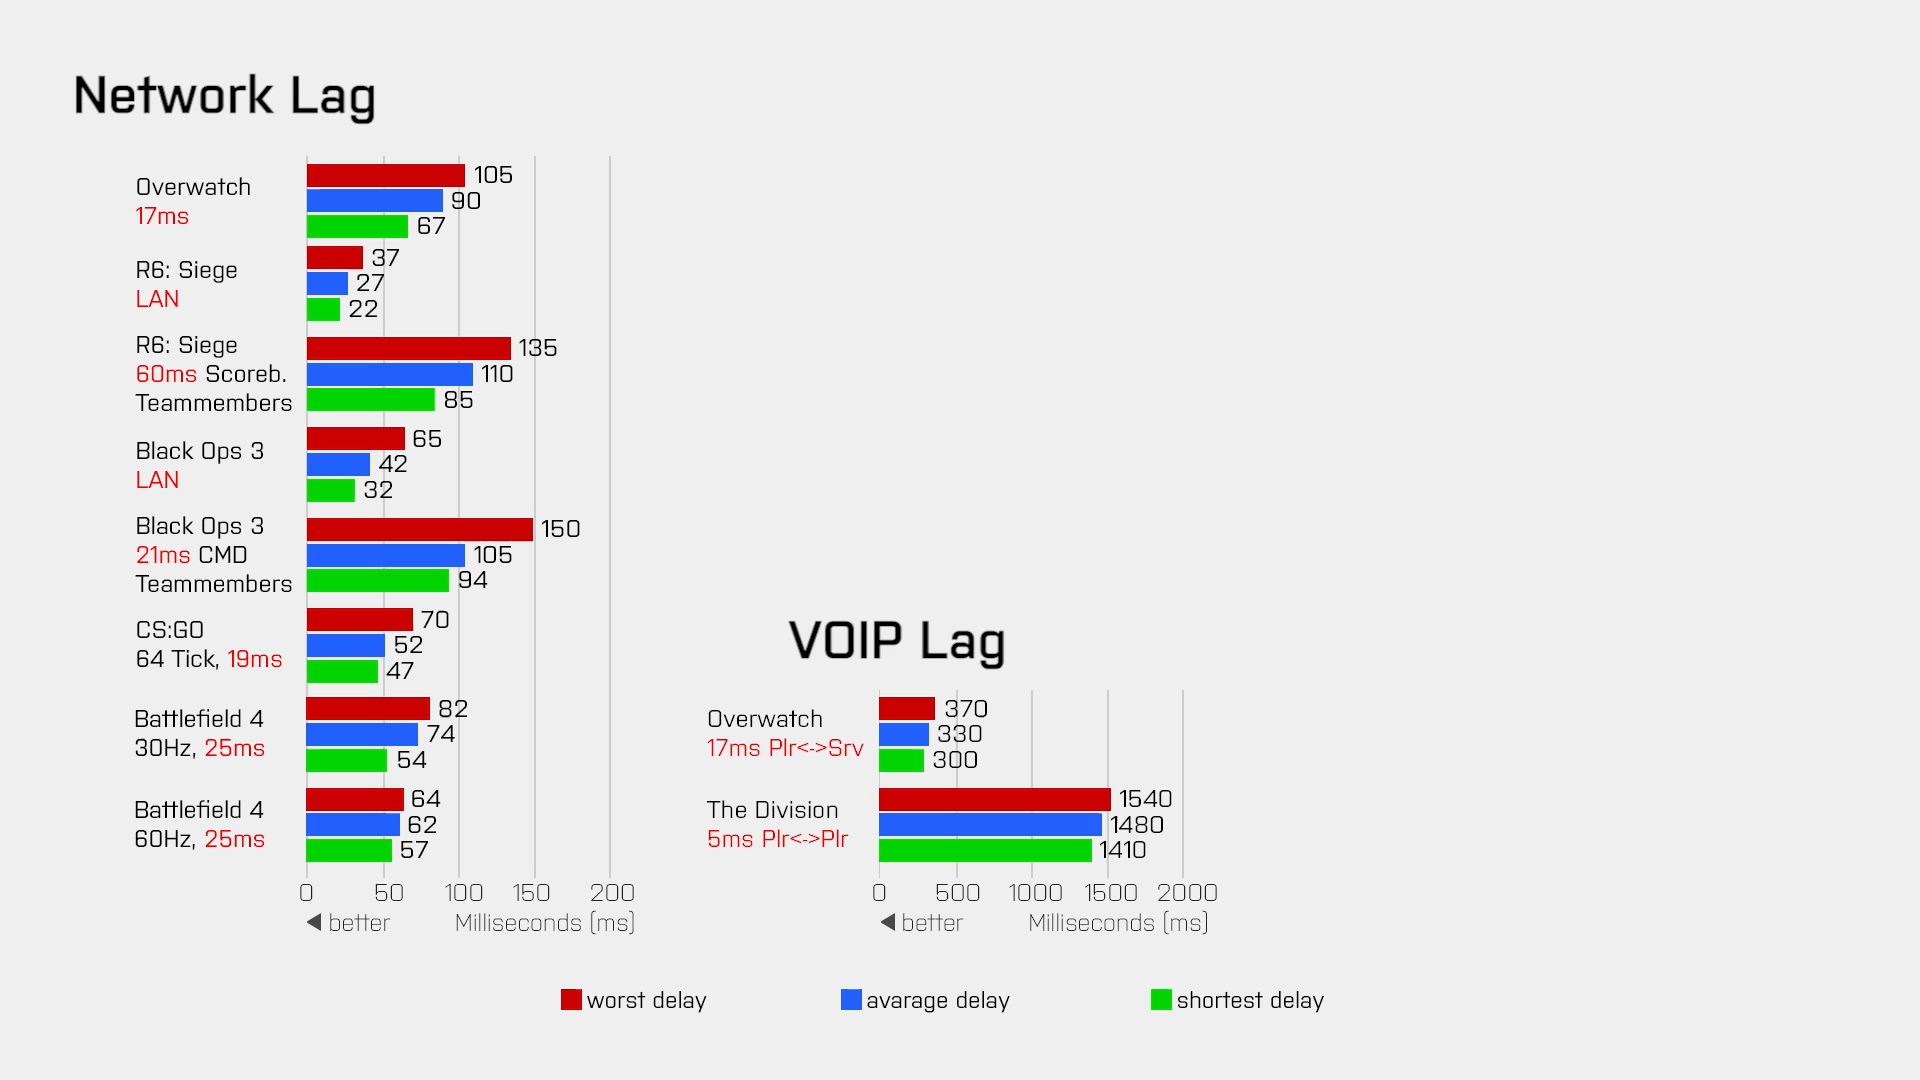 Network Lag
Overwatch
17ms
105
90
67
R6: Siege
LAN
37
27
22
R6: Siege
60ms Scoreb.
Teammembers
135
110
85
Black Ops 3
LAN
65
42
32
Black Ops 3
21ms CMD
Teammembers
150
105
94
CS:GO
64 Tick, 19ms
70
52
47
Battlefield 4
30Hz, 25ms
82
74
54
Battlefield 4
60Hz, 25ms
64
62
57
0 50 100 150 200
◀ better Milliseconds (ms)
VOIP Lag
Overwatch
17ms Plr<->Srv
370
330
300
The Division
5ms Plr<->Plr
1540
1480
1410
0 500 1000 1500 2000
◀ better Milliseconds (ms)
worst delay avarage delay shortest delay